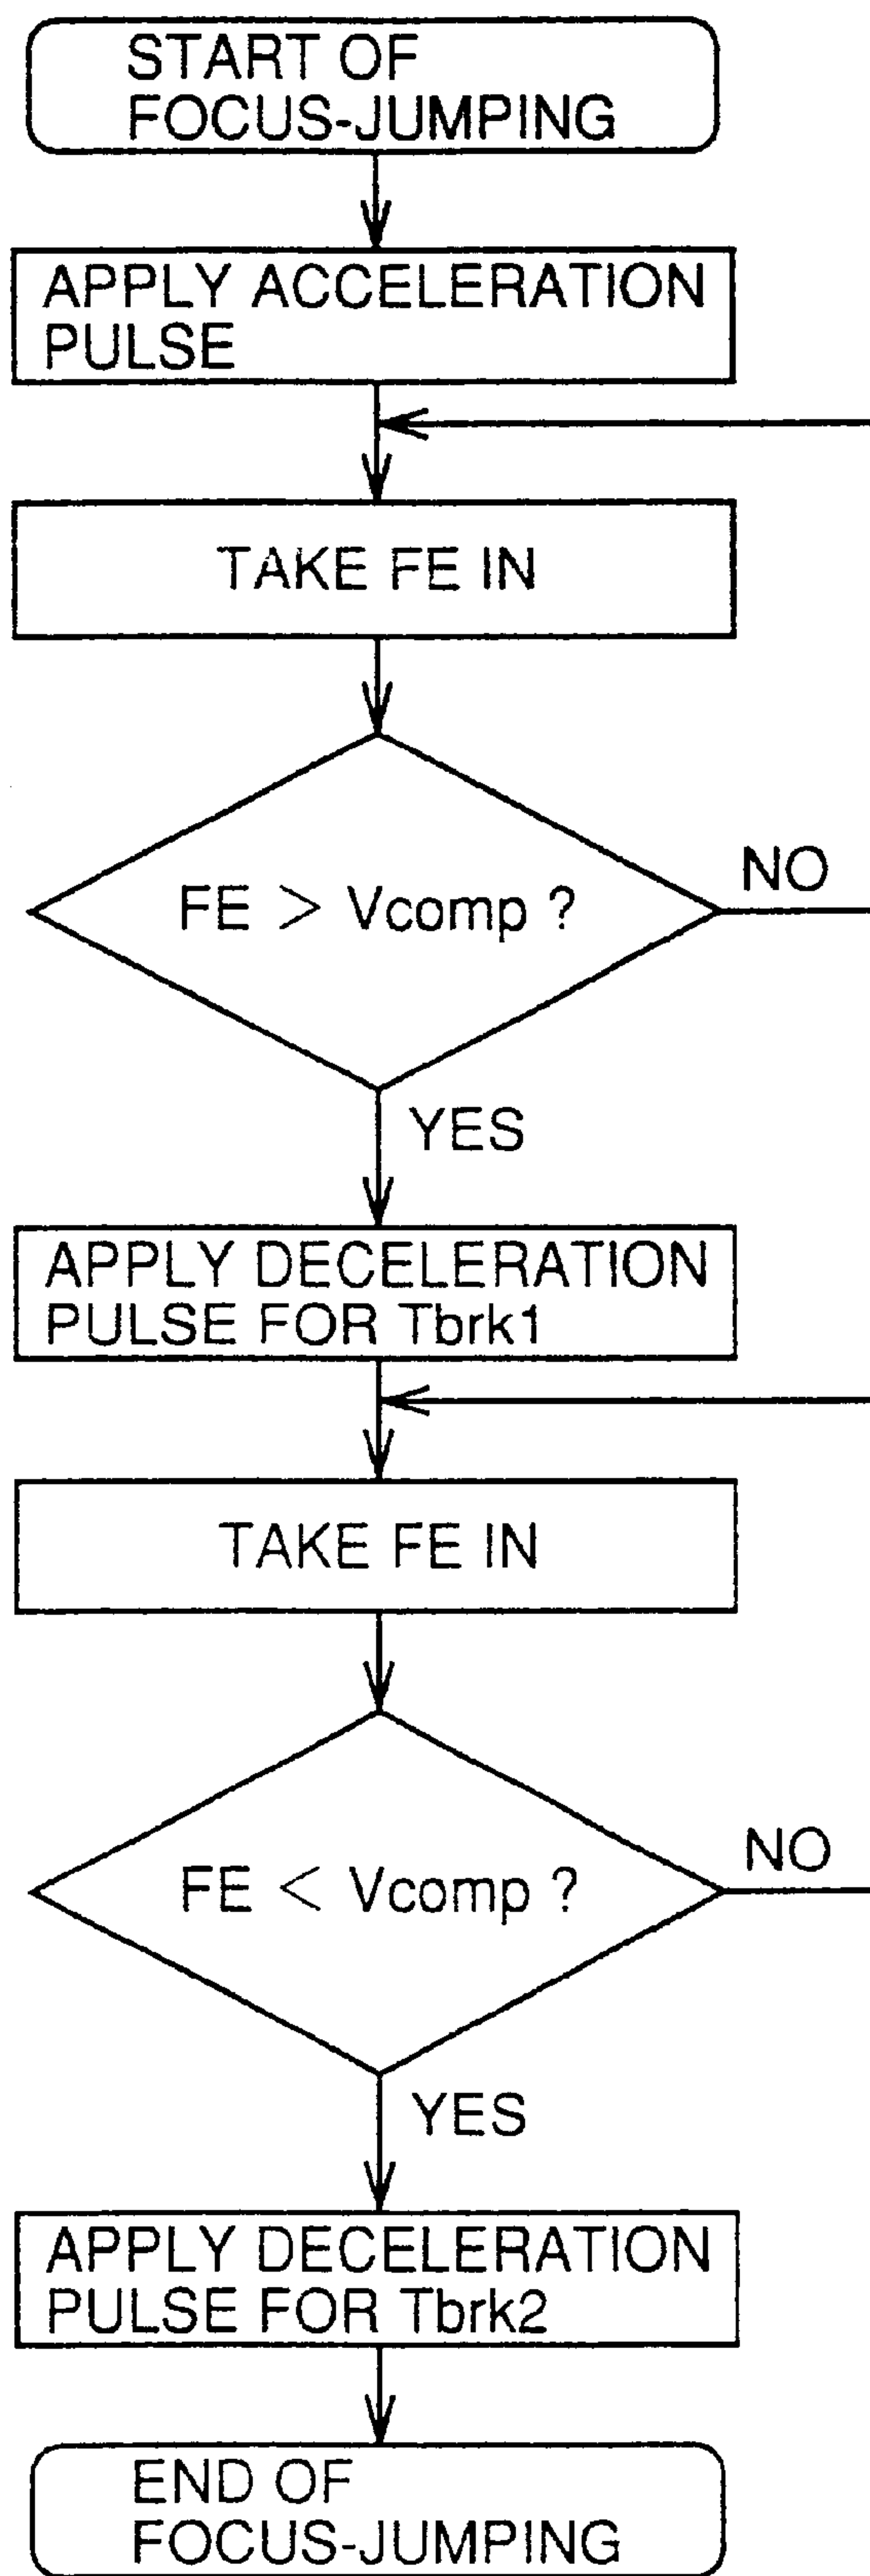 START OF
FOCUS-JUMPING
APPLY ACCELERATION
PULSE
TAKE FE IN
FE > Vcomp ?
NO
YES
APPLY DECELERATION
PULSE FOR Tbrk1
TAKE FE IN
FE < Vcomp ?
NO
YES
APPLY DECELERATION
PULSE FOR Tbrk2
END OF
FOCUS-JUMPING